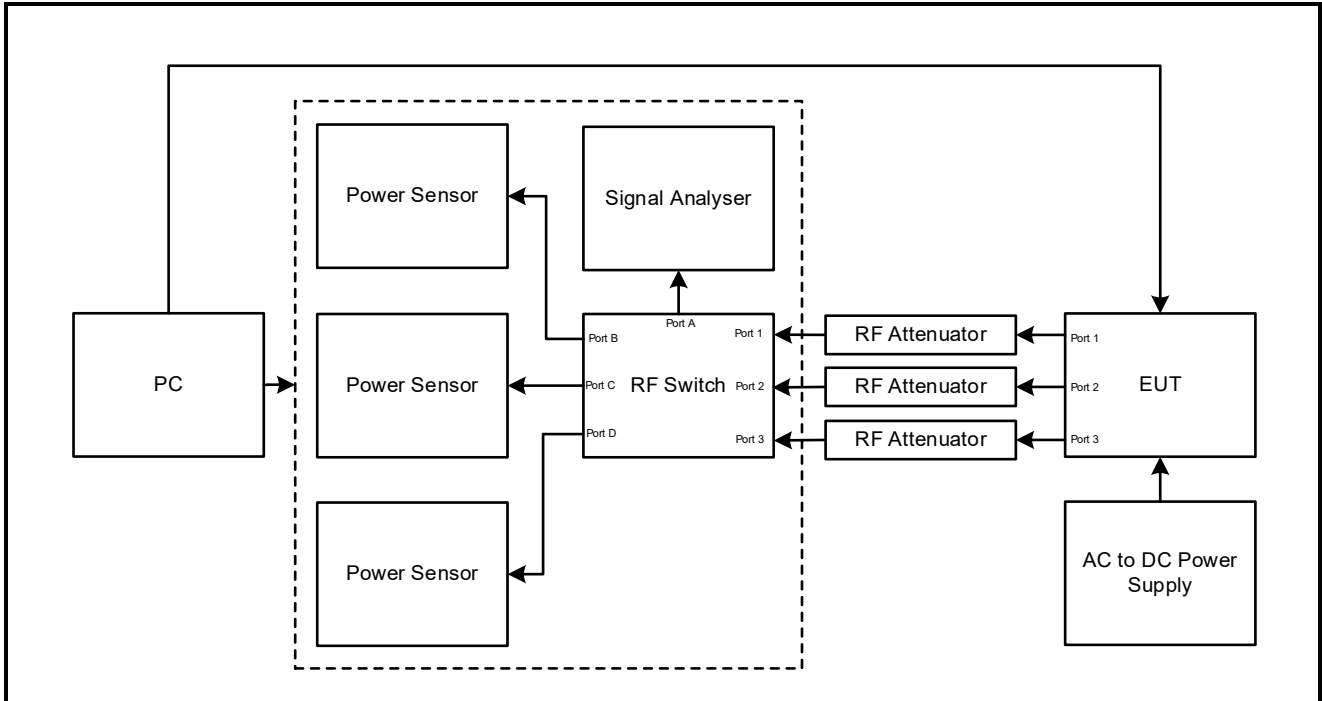 Power Sensor
Signal Analyser
PC
Power Sensor
Port A
Port B
Port C
Port D
RF Switch
Port 1
Port 2
Port 3
RF Attenuator
RF Attenuator
RF Attenuator
Port 1
Port 2
Port 3
EUT
Power Sensor
AC to DC Power
Supply